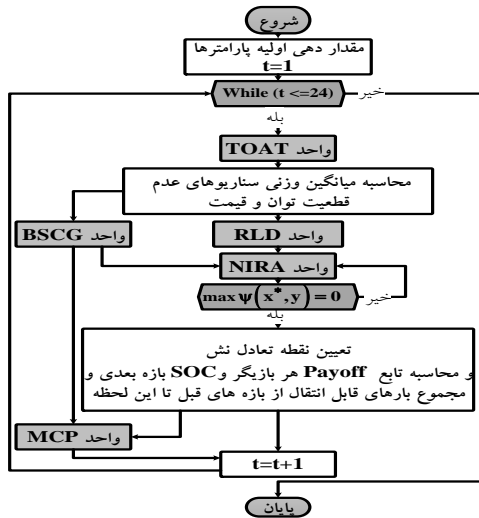 شروع
مقدار دهی اولیه پارامترها
t=1
While (t <=24)
خیر
بله
واحد TOAT
محاسبه میانگین وزنی سناریوهای عدم
قطعیت توان و قیمت
واحد BSCG
واحد RLD
واحد NIRA
max ψ(x*,y) = 0
خیر
بله
تعیین نقطه تعادل نش
و محاسبه تابع Payoff هر بازیگر و SOC بازه بعدی و
مجموع بارهای قابل انتقال از بازه های قبل تا این لحظه
واحد MCP
t=t+1
پایان